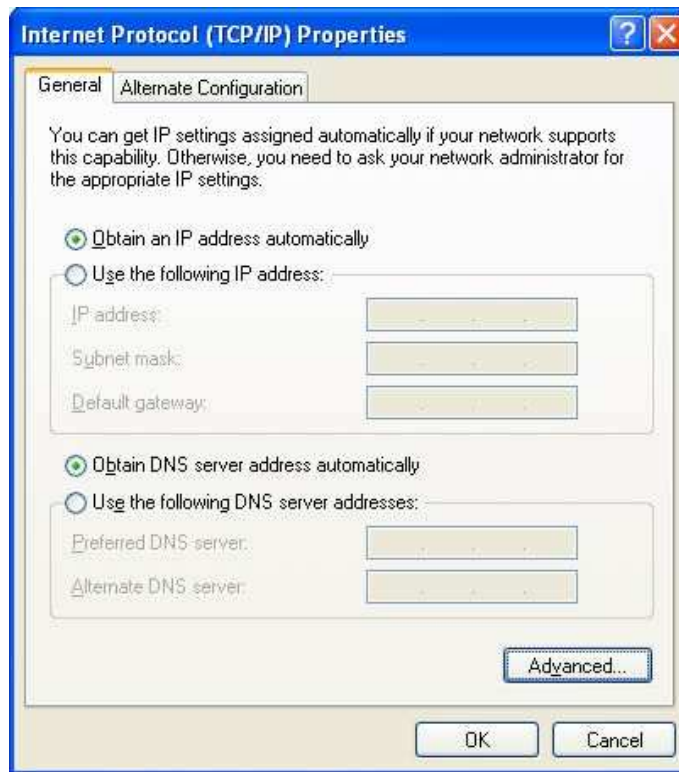 Internet Protocol (TCP/IP) Properties
General
Alternate Configuration
You can get IP settings assigned automatically if your network supports
this capability. Otherwise, you need to ask your network administrator for
the appropriate IP settings.
Obtain an IP address automatically
Use the following IP address:
IP address:
Subnet mask:
Default gateway:
Obtain DNS server address automatically
Use the following DNS server addresses:
Preferred DNS server:
Alternate DNS server:
Advanced...
OK
Cancel